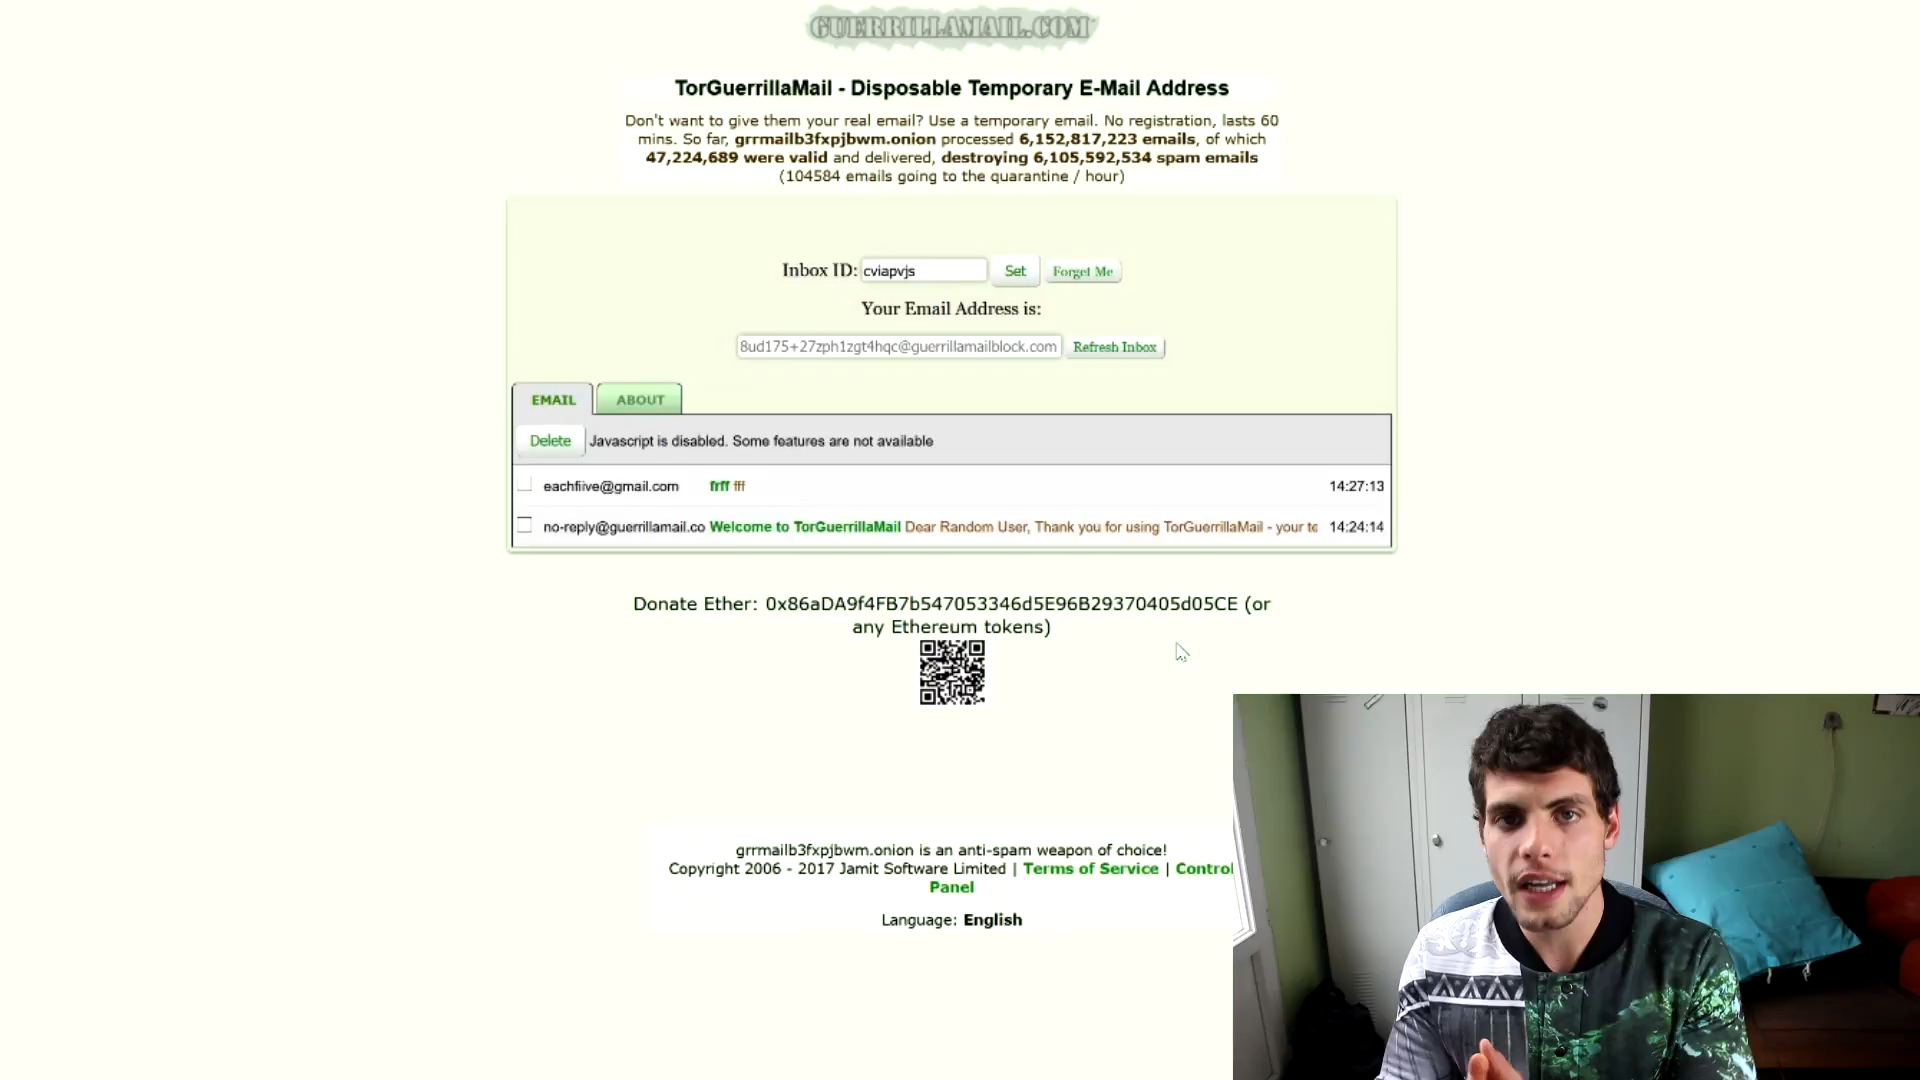 GUERRILLAMAIL.COM
TorGuerrillaMail - Disposable Temporary E-Mail Address
Don't want to give them your real email? Use a temporary email. No registration, lasts 60
mins. So far, grrmailb3fxpjbwm.onion processed 6,152,817,223 emails, of which
47,224,689 were valid and delivered, destroying 6,105,592,534 spam emails
(104584 emails going to the quarantine / hour)
Inbox ID: cviapvjs Set Forget Me
Your Email Address is:
8ud175+27zph1zgt4hqc@guerrillamailblock.com Refresh Inbox
EMAIL ABOUT
Delete Javascript is disabled. Some features are not available
eachfiive@gmail.com frff fff 14:27:13
no-reply@guerrillamail.co Welcome to TorGuerrillaMail Dear Random User, Thank you for using TorGuerrillaMail - your te 14:24:14
Donate Ether: 0x86aDA9f4FB7b547053346d5E96B29370405d05CE (or
any Ethereum tokens)
grrmailb3fxpjbwm.onion is an anti-spam weapon of choice!
Copyright 2006 - 2017 Jamit Software Limited | Terms of Service | Control
Panel
Language: English